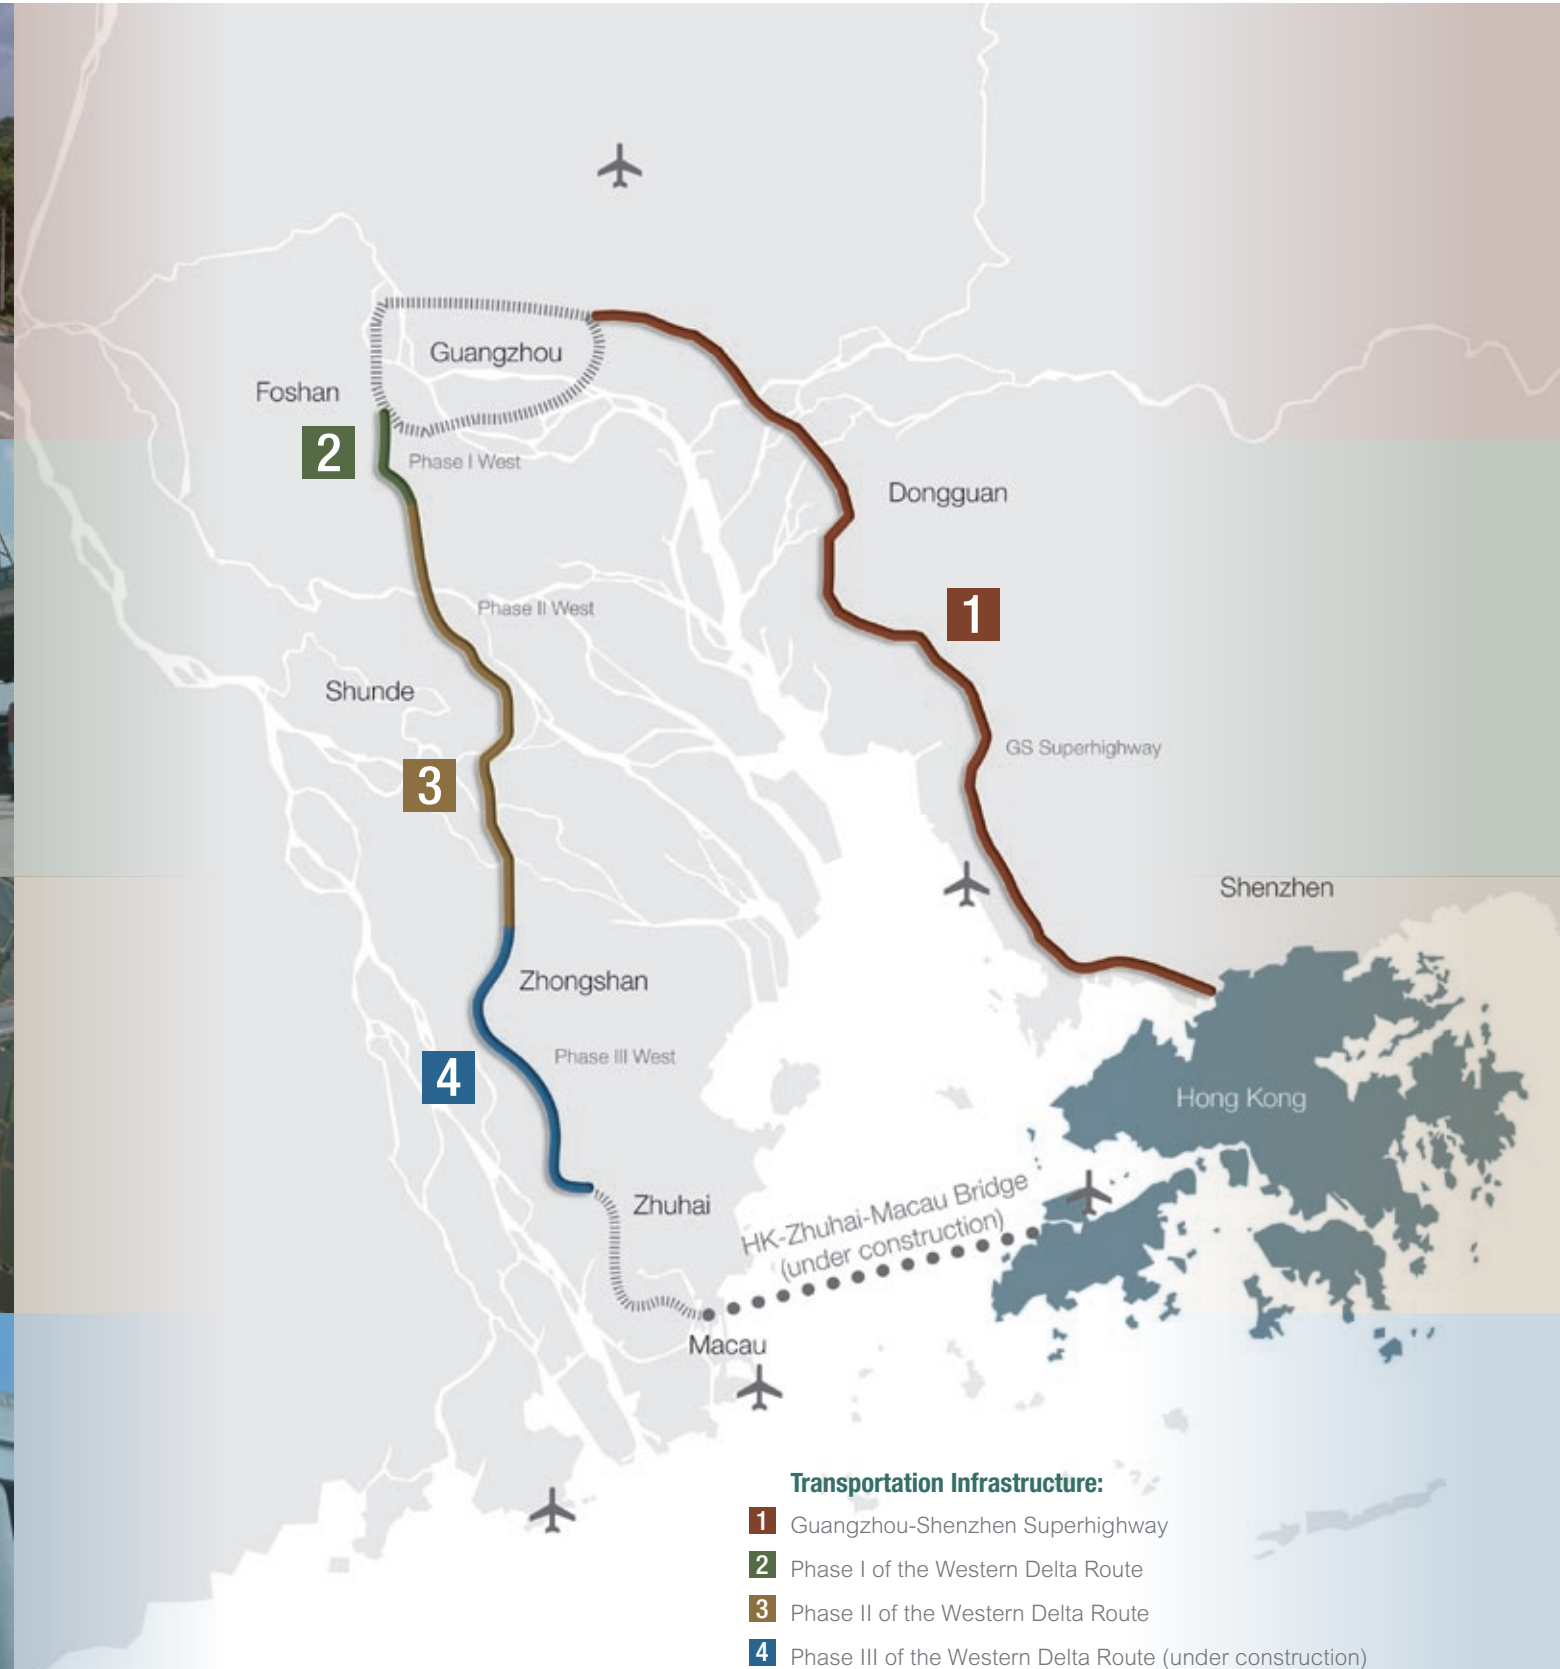 Guangzhou
Foshan
2
Phase I West
Dongguan
1
Phase II West
Shunde
GS Superhighway
3
Shenzhen
Zhongshan
Phase III West
4
Hong Kong
Zhuhai
HK-Zhuhai-Macau Bridge
(under construction)
Macau
Transportation Infrastructure:
1 Guangzhou-Shenzhen Superhighway
2 Phase I of the Western Delta Route
3 Phase II of the Western Delta Route
4 Phase III of the Western Delta Route (under construction)